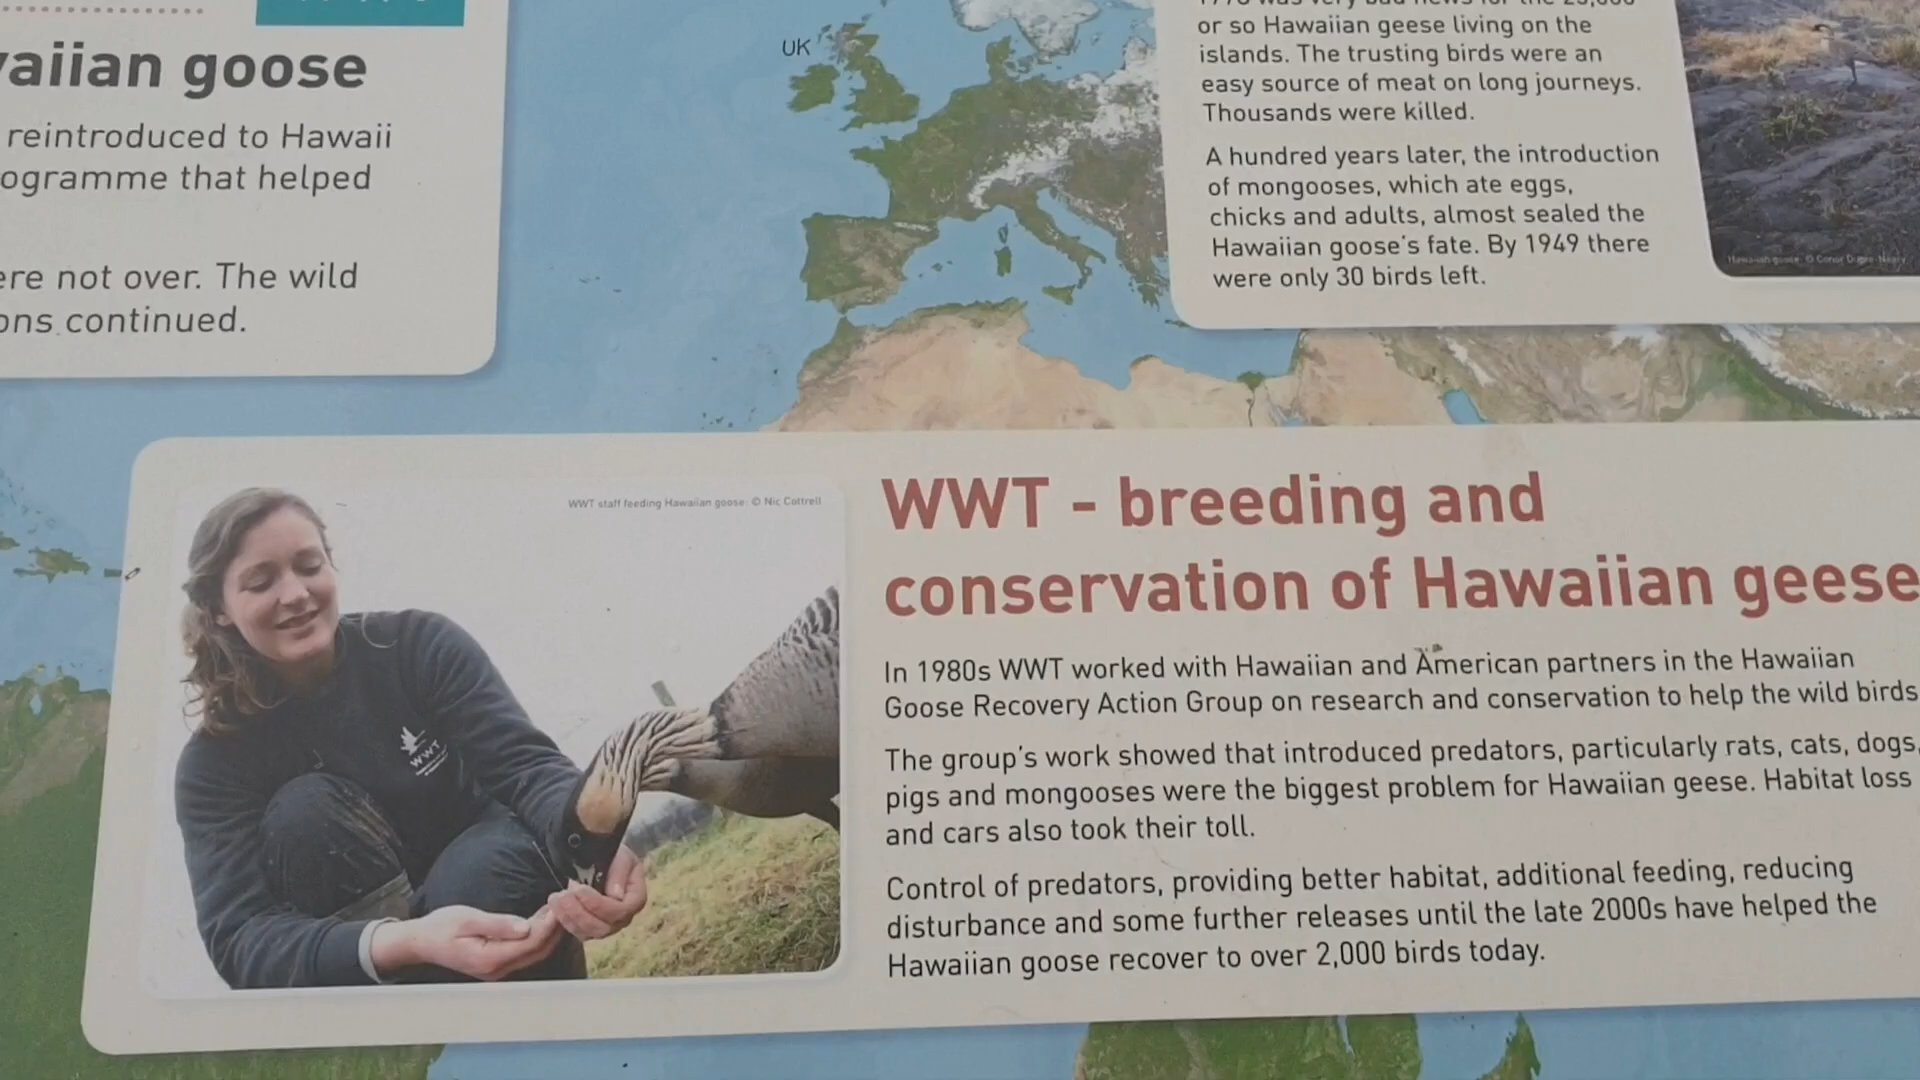 goose
reintroduced to Hawaii
that helped
not over. The wild
continued.
UK
or so Hawaiian geese living on the
islands. The trusting birds were an
easy source of meat on long journeys.
Thousands were killed.
A hundred years later, the introduction
of mongooses, which ate eggs,
chicks and adults, almost sealed the
Hawaiian goose's fate. By 1949 there
were only 30 birds left.
Hawaiian goose. ©
WWT staff feeding Hawaiian goose: © Nic Cottrell
WWT
WWT - breeding and
conservation of Hawaiian geese
In 1980s WWT worked with Hawaiian and American partners in the Hawaiian
Goose Recovery Action Group on research and conservation to help the wild birds
The group's work showed that introduced predators, particularly rats, cats, dogs,
pigs and mongooses were the biggest problem for Hawaiian geese. Habitat loss
and cars also took their toll.
Control of predators, providing better habitat, additional feeding, reducing
disturbance and some further releases until the late 2000s have helped the
Hawaiian goose recover to over 2,000 birds today.